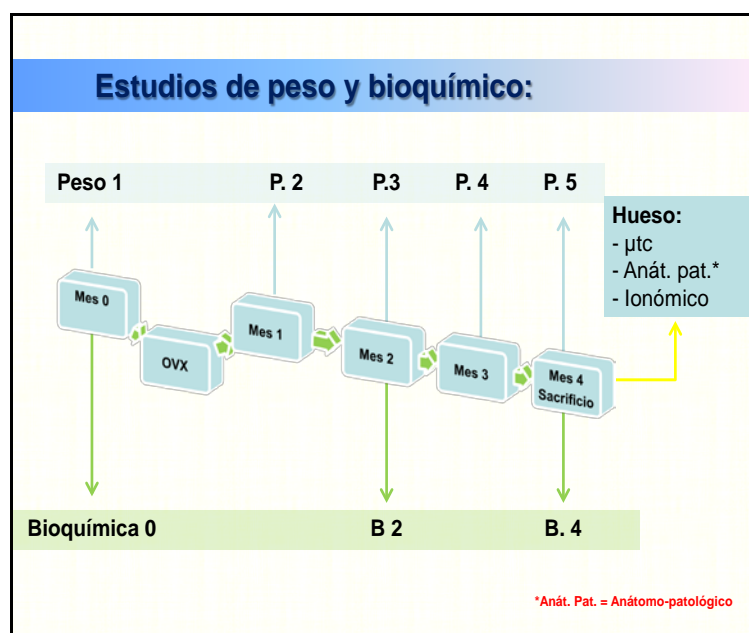 Estudios de peso y bioquímico:
Peso 1 P. 2 P.3 P. 4 P. 5
Hueso:
- µtc
- Anát. pat.*
- Ionómico
Mes 0
OVX
Mes 1
Mes 2
Mes 3
Mes 4
Sacrificio
Bioquímica 0 B 2 B. 4
*Anát. Pat. = Anátomo-patológico